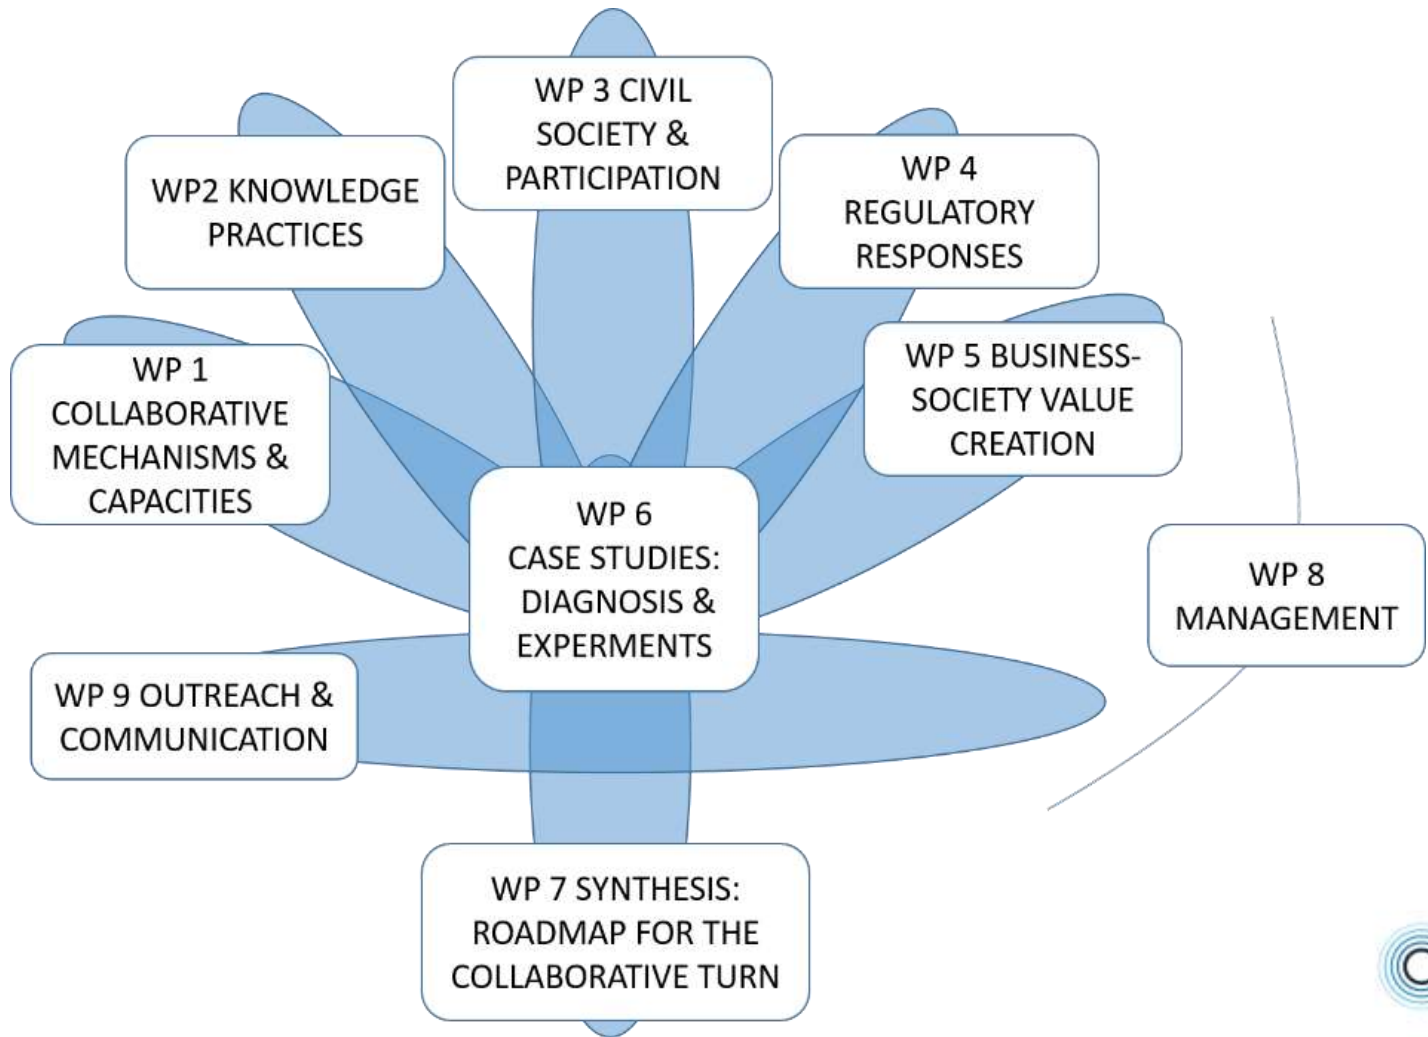 WP 3 CIVIL
SOCIETY &
PARTICIPATION
WP2 KNOWLEDGE
PRACTICES
WP 4
REGULATORY
RESPONSES
WP 1
COLLABORATIVE
MECHANISMS &
CAPACITIES
WP 5 BUSINESS-
SOCIETY VALUE
CREATION
WP 6
CASE STUDIES:
DIAGNOSIS &
EXPERMENTS
WP 8
MANAGEMENT
WP 9 OUTREACH &
COMMUNICATION
WP 7 SYNTHESIS:
ROADMAP FOR THE
COLLABORATIVE TURN